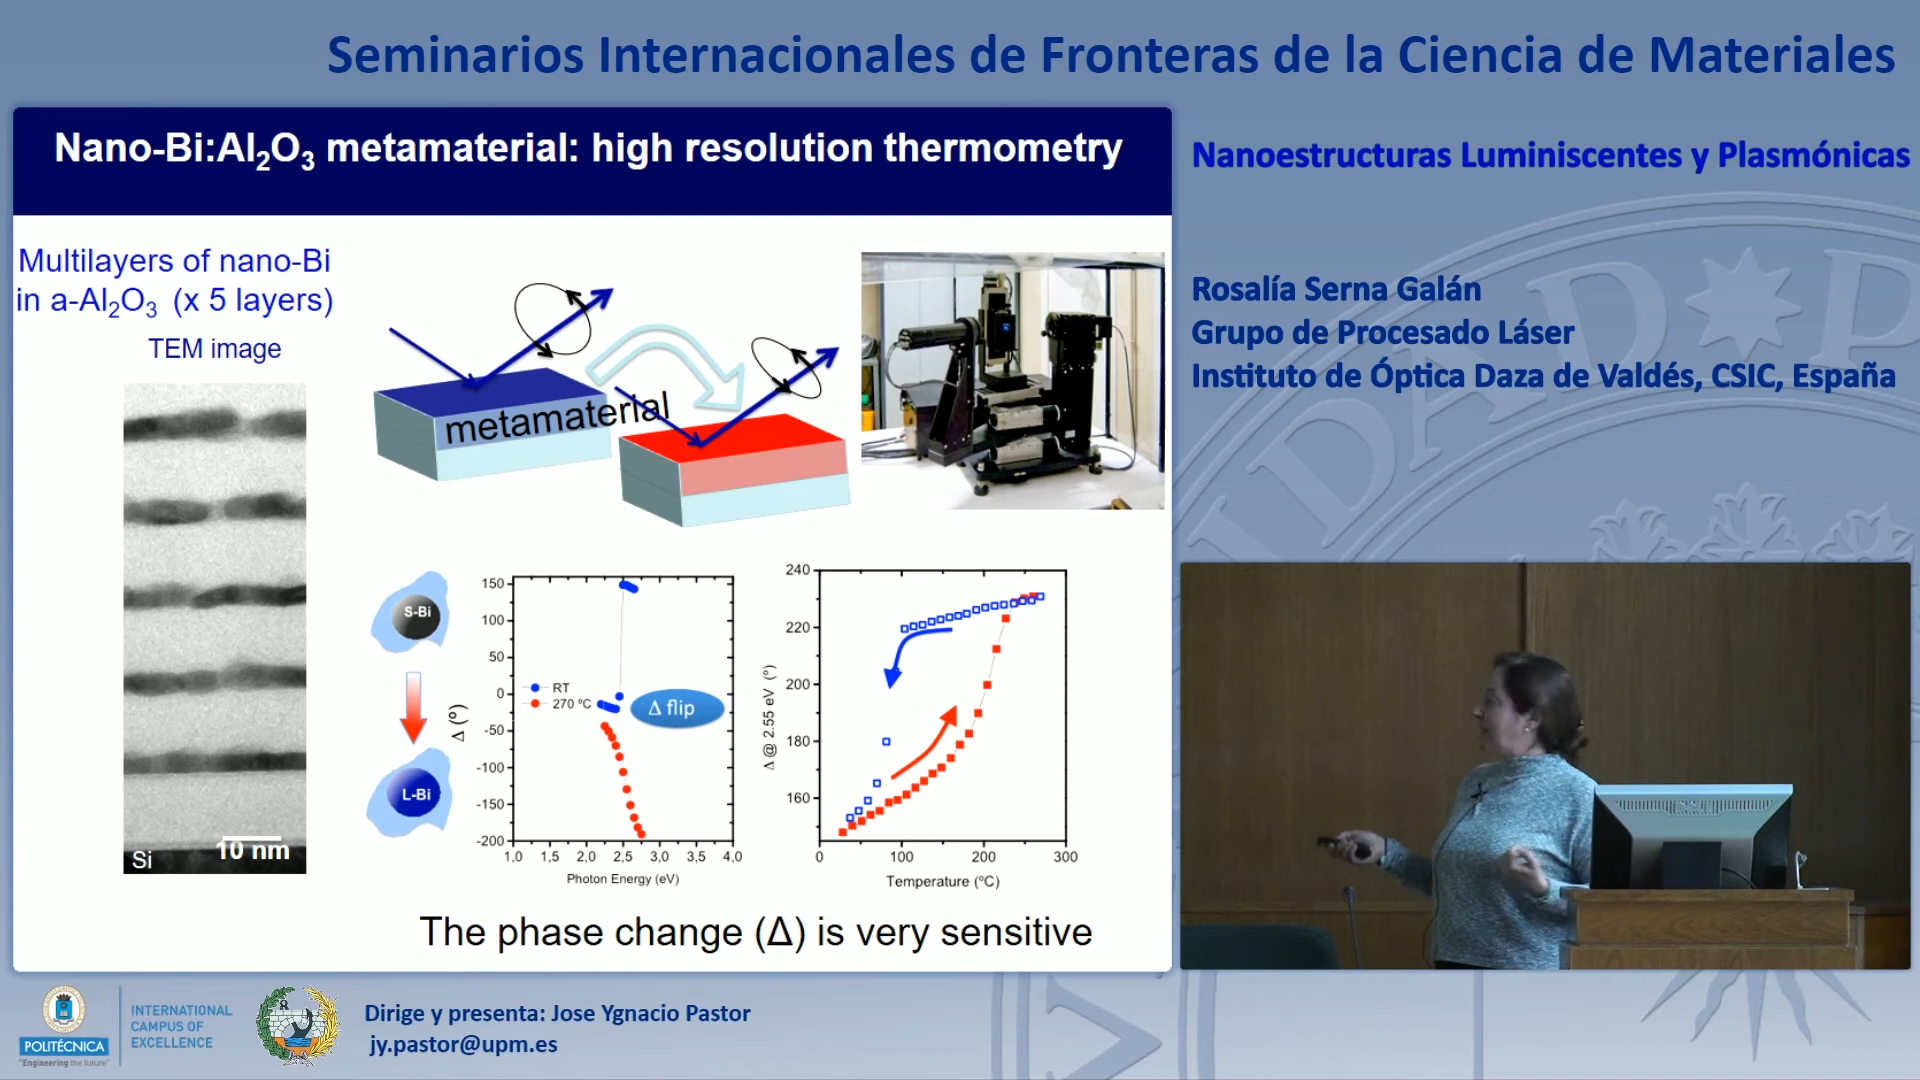 Seminarios Internacionales de Fronteras de la Ciencia de Materiales
Nano-Bi:Al2O3 metamaterial: high resolution thermometry
Multilayers of nano-Bi
in a-Al2O3 (x 5 layers)
TEM image
Si
10 nm
metamaterial
S-Bi
L-Bi
150
100
50
0
-50
-100
-150
-200
Δ (º)
RT
270 ºC
Δ flip
1,0 1,5 2,0 2,5 3,0 3,5 4,0
Photon Energy (eV)
240
220
200
180
160
Δ @ 2.55 eV (º)
0 100 200 300
Temperature (ºC)
The phase change (Δ) is very sensitive
Nanoestructuras Luminiscentes y Plasmónicas
Rosalía Serna Galán
Grupo de Procesado Láser
Instituto de Óptica Daza de Valdés, CSIC, España
POLITÉCNICA
"Engineering the future"
INTERNATIONAL
CAMPUS OF
EXCELLENCE
Dirige y presenta: Jose Ygnacio Pastor
jy.pastor@upm.es